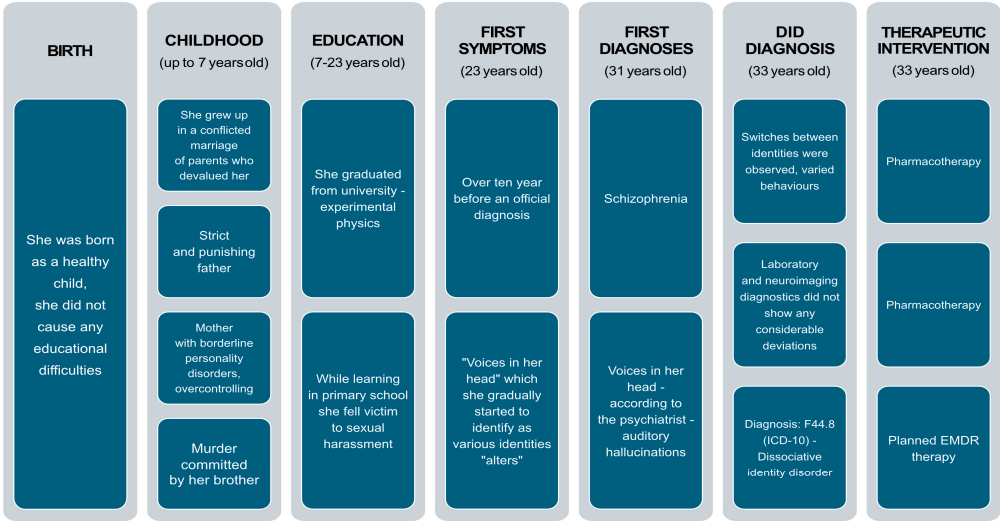 BIRTH
She was born
as a healthy
child,
she did not
cause any
educational
difficulties
CHILDHOOD
(up to 7 years old)
She grew up
in a conflicted
marriage
of parents who
devalued her
Strict
and punishing
father
Mother
with borderline
personality
disorders,
overcontrolling
Murder
committed
by her brother
EDUCATION
(7-23 years old)
She graduated
from university -
experimental
physics
While learning
in primary school
she fell victim
to sexual
harassment
FIRST
SYMPTOMS
(23 years old)
Over ten year
before an official
diagnosis
"Voices in her
head" which
she gradually
started to
identify as
various identities
"alters"
FIRST
DIAGNOSES
(31 years old)
Schizophrenia
Voices in her
head -
according to
the psychiatrist -
auditory
hallucinations
DID
DIAGNOSIS
(33 years old)
Switches between
identities were
observed, varied
behaviours
Laboratory
and neuroimaging
diagnostics did not
show any
considerable
deviations
Diagnosis: F44.8
(ICD-10) -
Dissociative
identity disorder
THERAPEUTIC
INTERVENTION
(33 years old)
Pharmacotherapy
Pharmacotherapy
Planned EMDR
therapy